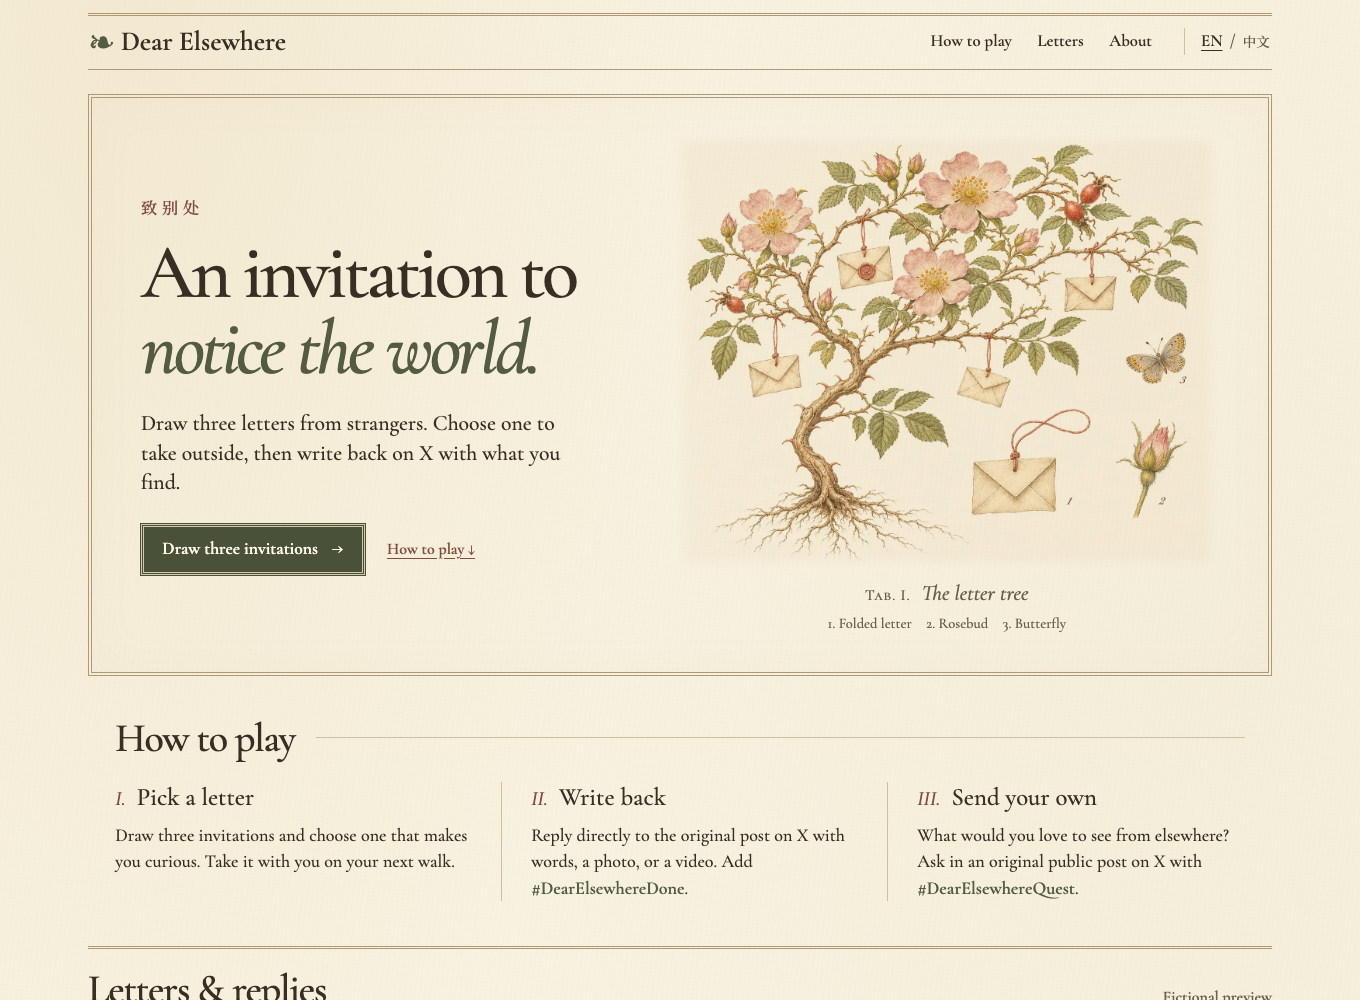 ❧ Dear Elsewhere
How to play Letters About EN / 中文
致别处
An invitation to
notice the world.
Draw three letters from strangers. Choose one to
take outside, then write back on X with what you
find.
Draw three invitations →
How to play ↓
3
1
2
TAB. I. The letter tree
1. Folded letter 2. Rosebud 3. Butterfly
How to play
I. Pick a letter
Draw three invitations and choose one that makes
you curious. Take it with you on your next walk.
II. Write back
Reply directly to the original post on X with
words, a photo, or a video. Add
#DearElsewhereDone.
III. Send your own
What would you love to see from elsewhere?
Ask in an original public post on X with
#DearElsewhereQuest.
Letters & replies
Fictional preview